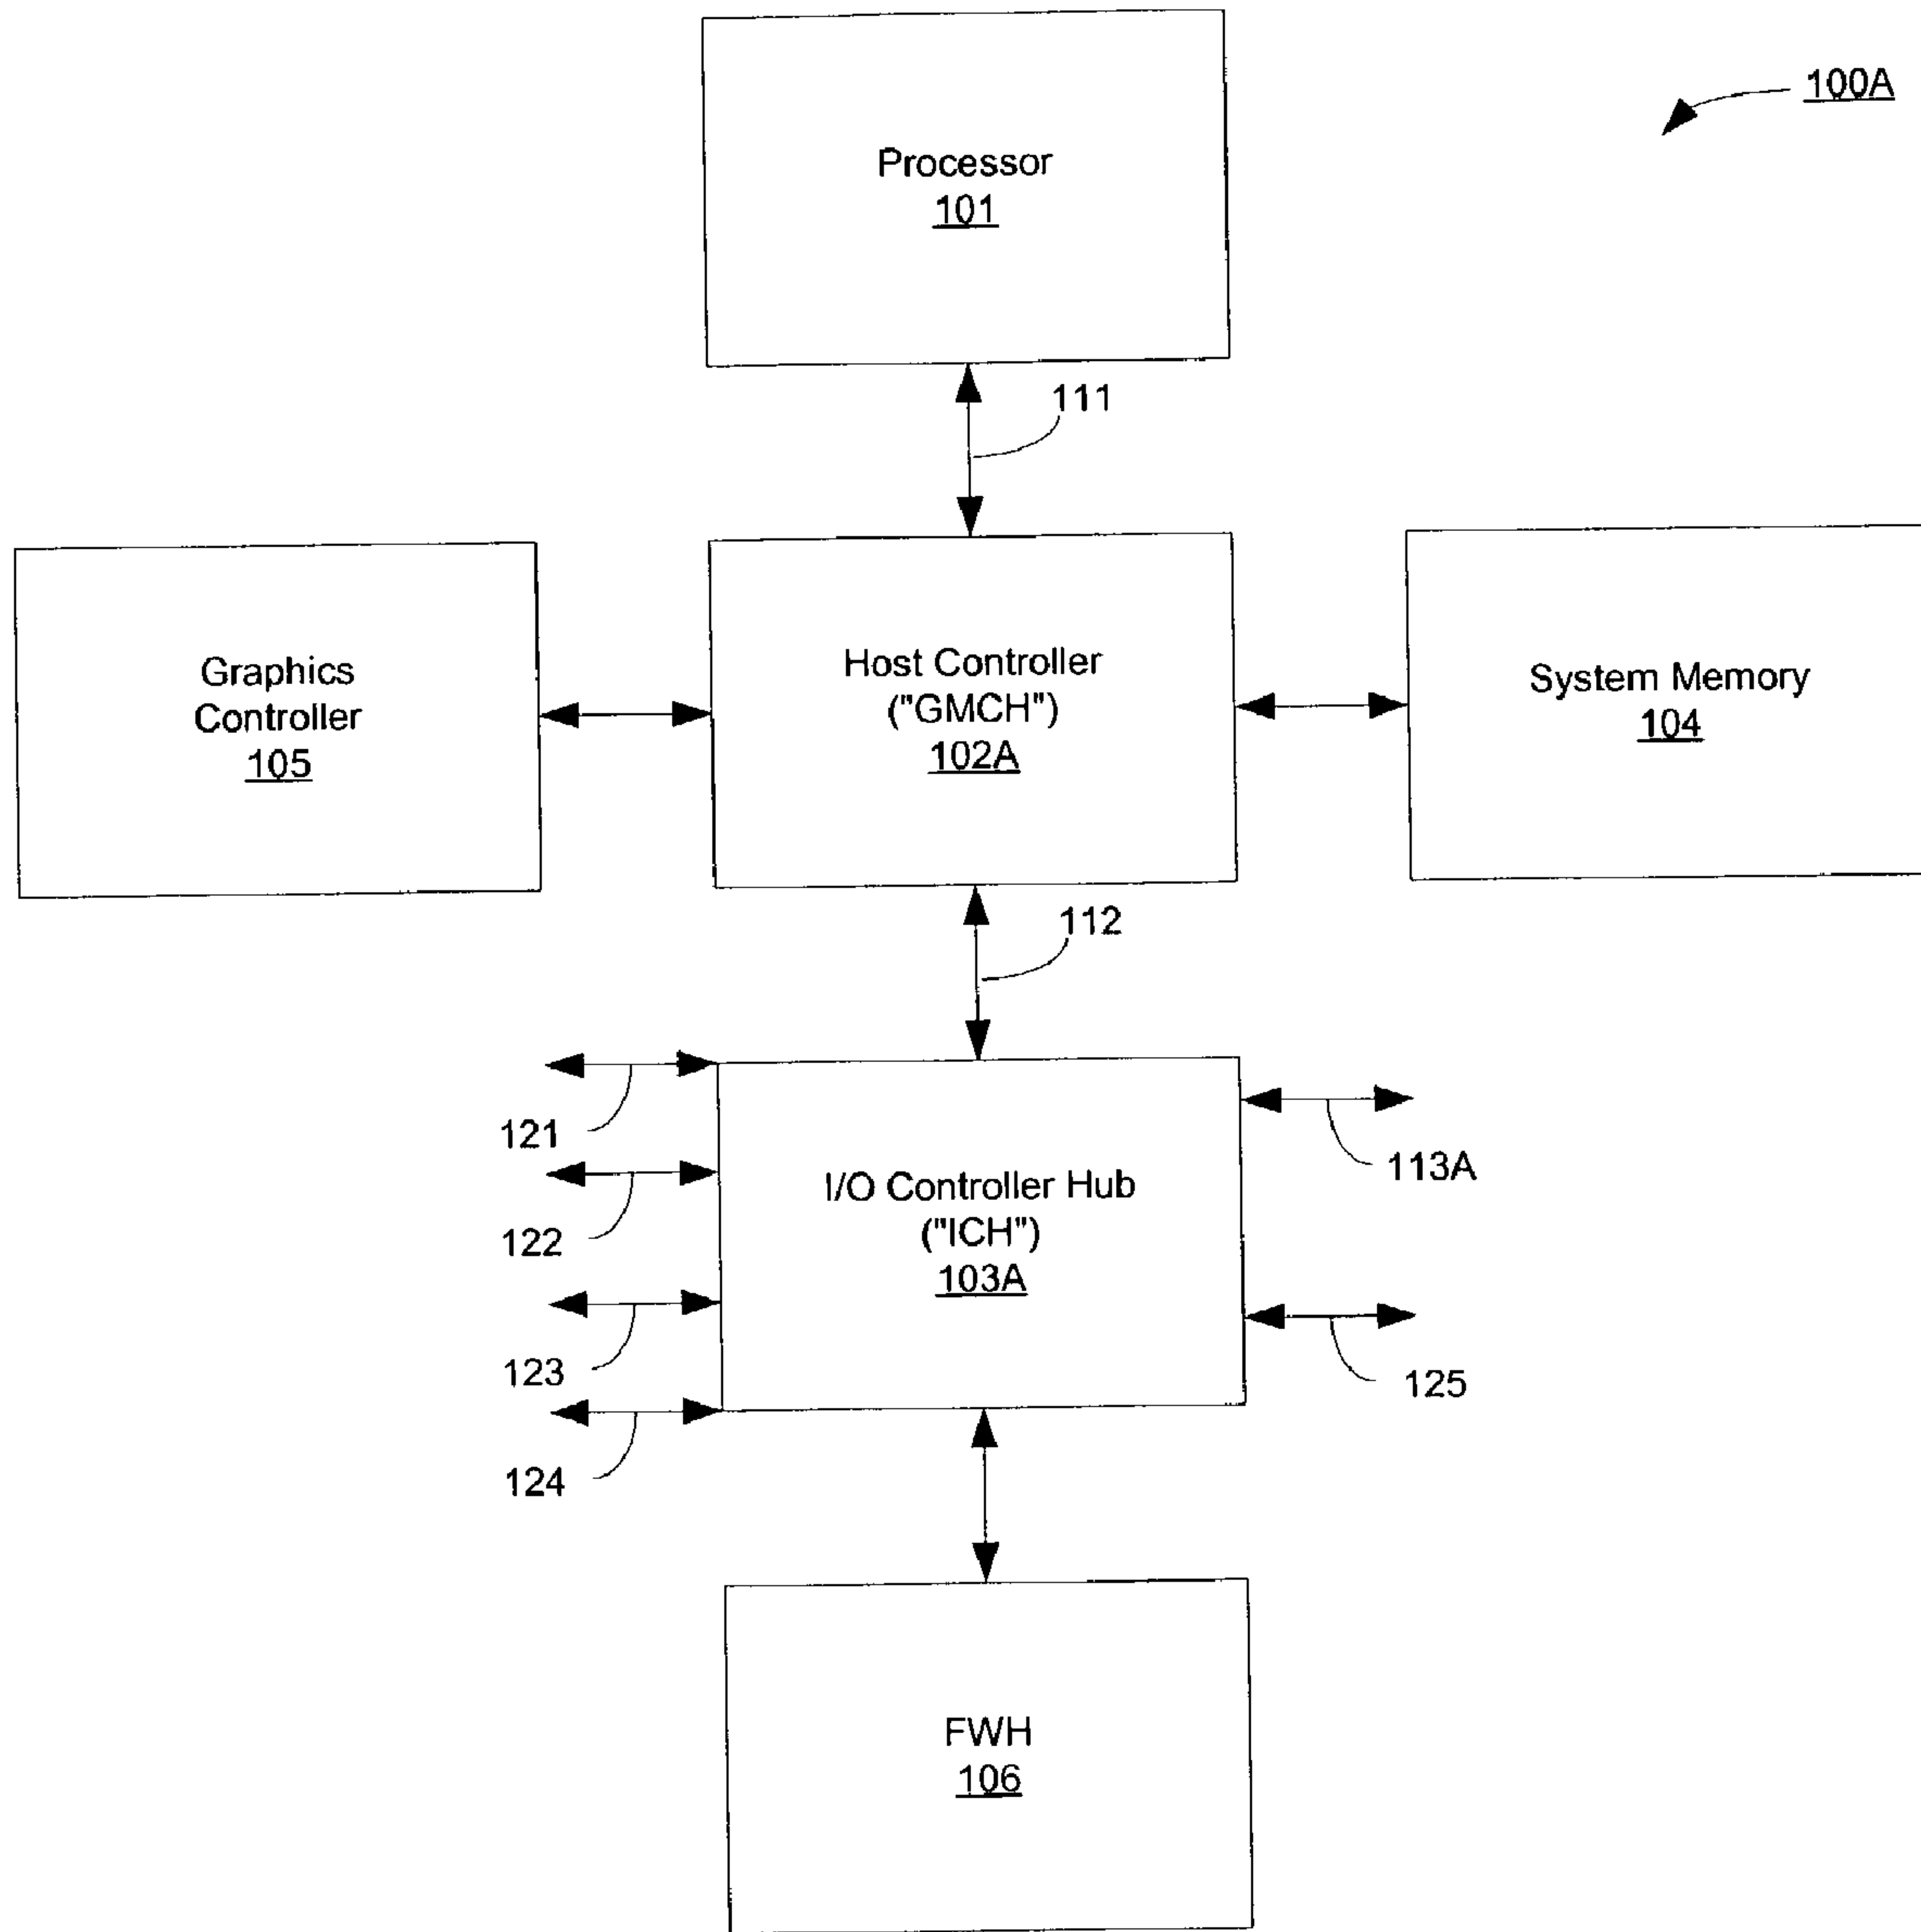 100A
Processor
101
111
Graphics
Controller
105
Host Controller
("GMCH")
102A
System Memory
104
112
121
122
123
124
I/O Controller Hub
("ICH")
103A
113A
125
FWH
106